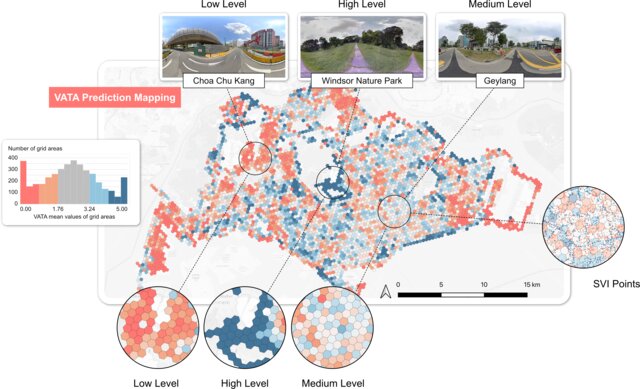 Low Level
High Level
Medium Level
Choa Chu Kang
Windsor Nature Park
Geylang
VATA Prediction Mapping
Number of grid areas
400
300
200
100
0
0.00
1.76
3.24
5.00
VATA mean values of grid areas
SVI Points
0
5
10
15 km
Low Level
High Level
Medium Level